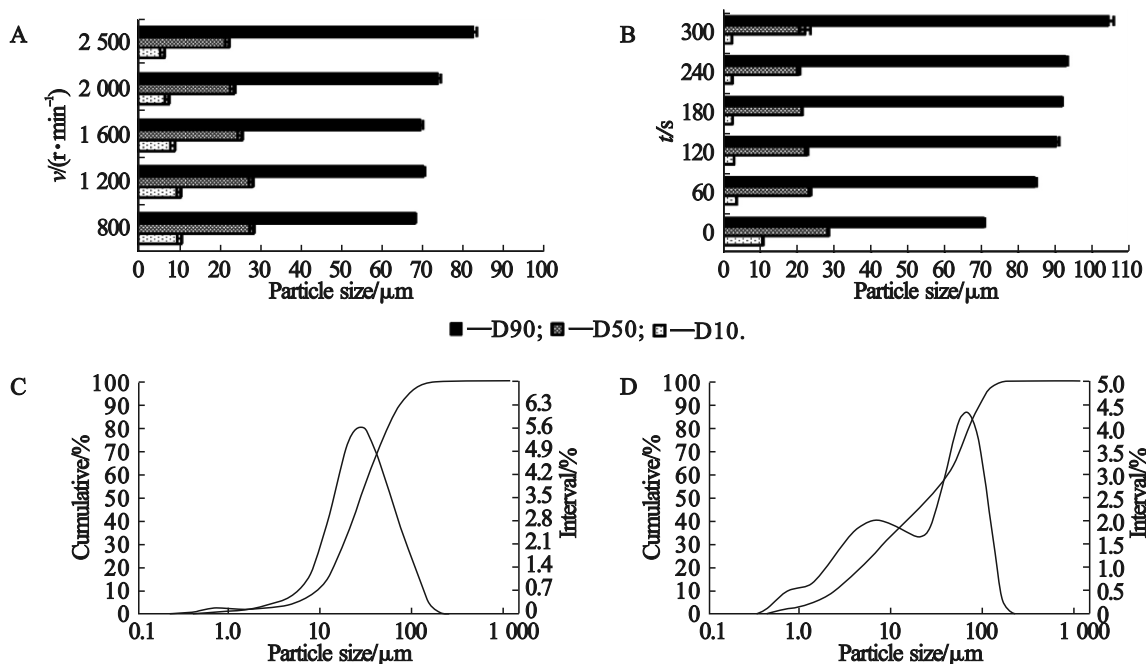 A
v/(r·min⁻¹)
2 500
2 000
1 600
1 200
800
0 10 20 30 40 50 60 70 80 90 100
Particle size/μm
B
t/s
300
240
180
120
60
0
0 10 20 30 40 50 60 70 80 90 100 110
Particle size/μm
■—D90; ▩—D50; □—D10.
C
Cumulative/%
100
90
80
70
60
50
40
30
20
10
0
6.3
5.6
4.9
4.2
3.5
2.8
2.1
1.4
0.7
0
Interval/%
0.1 1.0 10 100 1 000
Particle size/μm
D
Cumulative/%
100
90
80
70
60
50
40
30
20
10
0
5.0
4.5
4.0
3.5
3.0
2.5
2.0
1.5
1.0
0.5
0
Interval/%
0.1 1.0 10 100 1 000
Particle size/μm